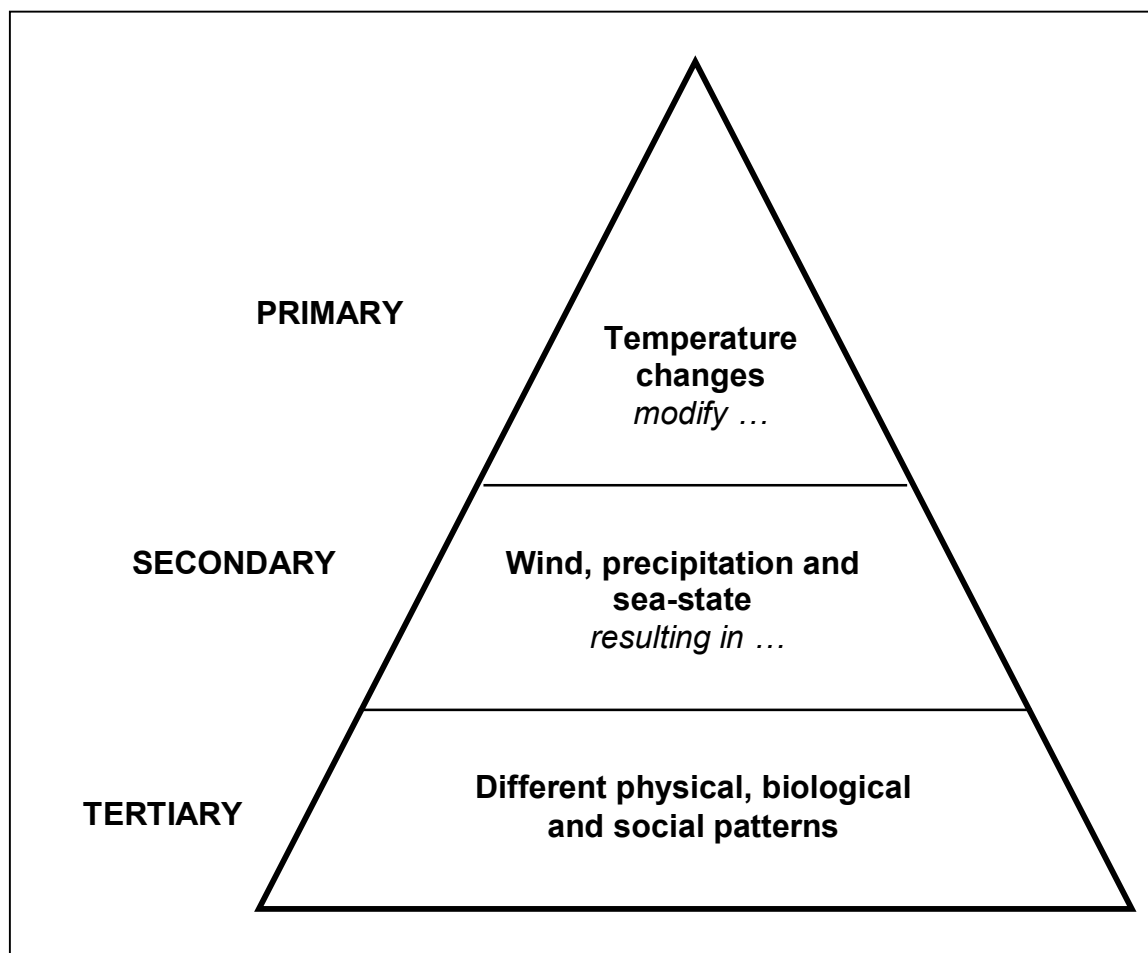 PRIMARY
Temperature
changes
modify …
SECONDARY
Wind, precipitation and
sea-state
resulting in …
TERTIARY
Different physical, biological
and social patterns